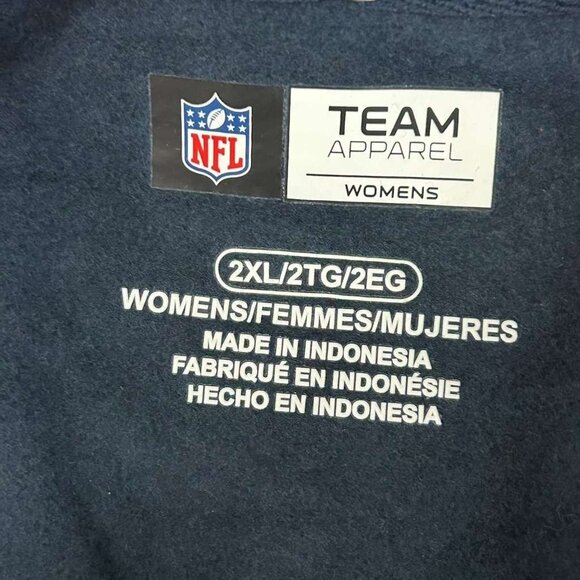 NFL
TEAM
APPAREL
WOMENS
2XL/2TG/2EG
WOMENS/FEMMES/MUJERES
MADE IN INDONESIA
FABRIQUÉ EN INDONÉSIE
HECHO EN INDONESIA